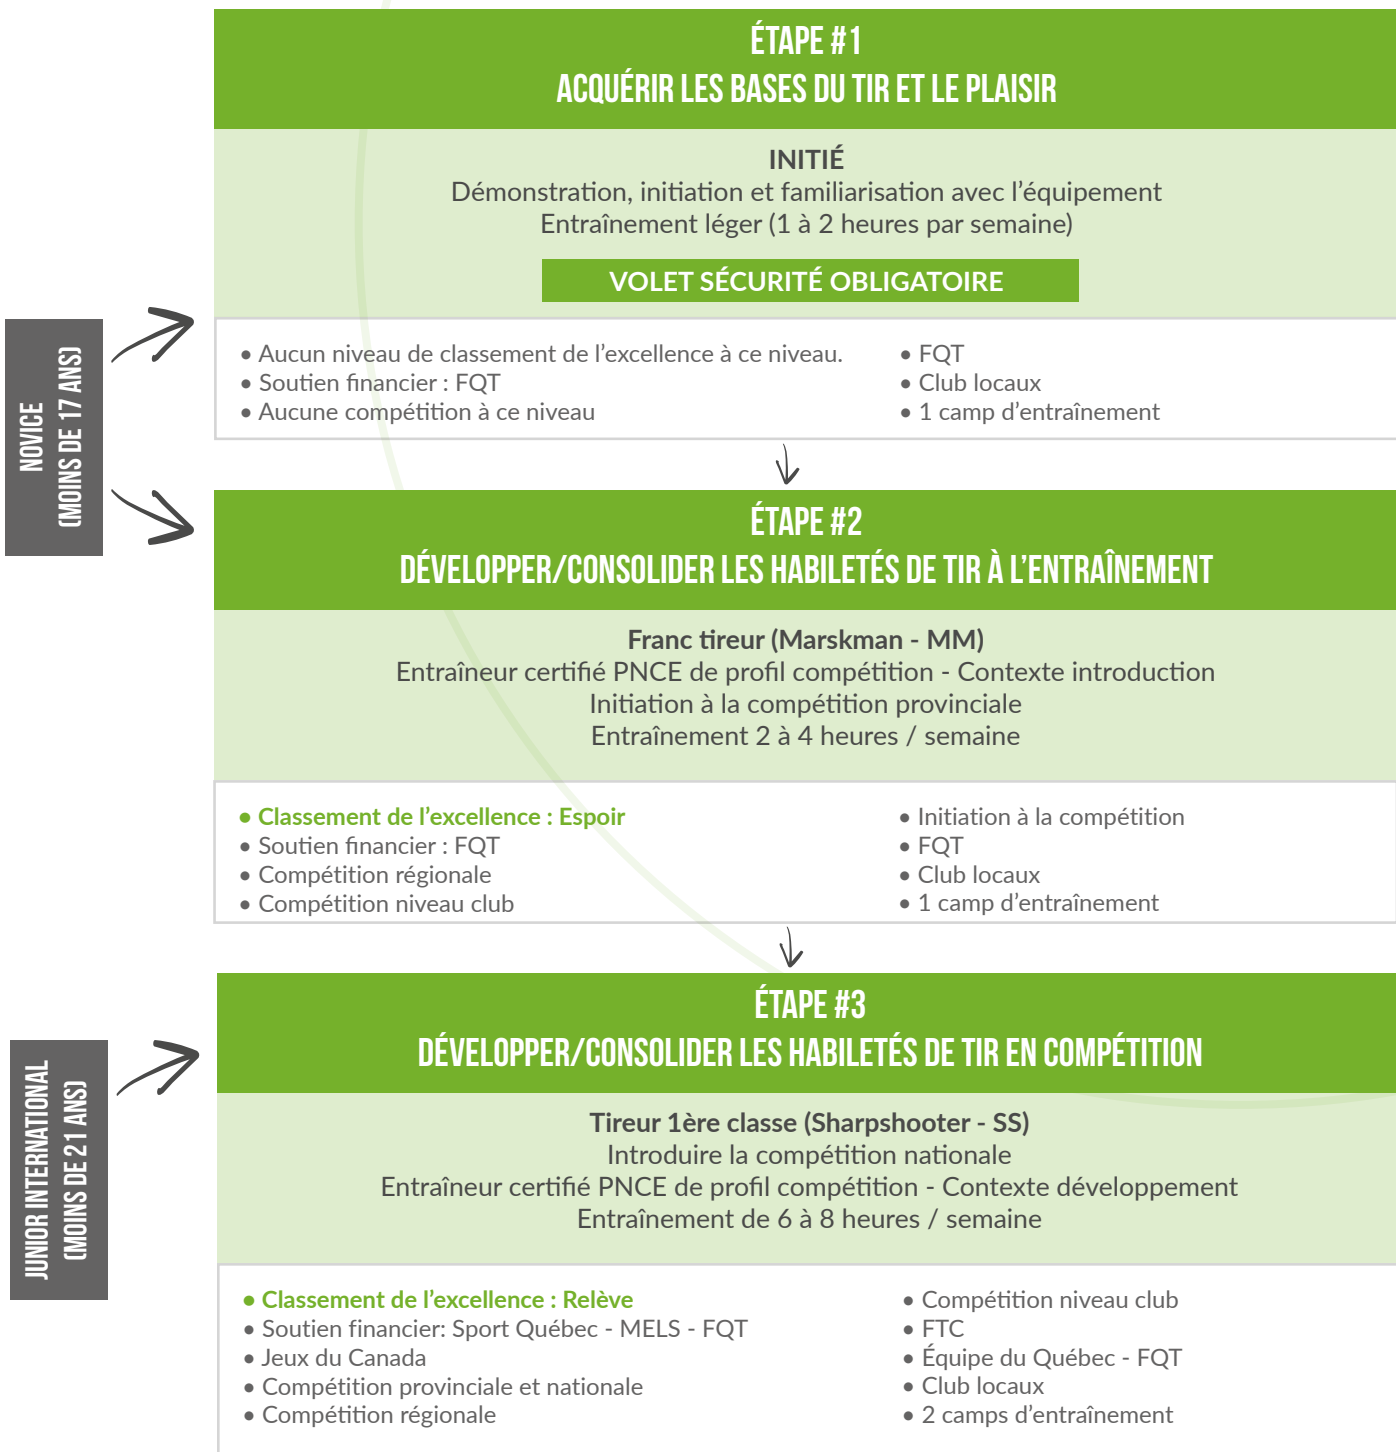 ÉTAPE #1
ACQUÉRIR LES BASES DU TIR ET LE PLAISIR
INITIÉ
Démonstration, initiation et familiarisation avec l'équipement
Entraînement léger (1 à 2 heures par semaine)
VOLET SÉCURITÉ OBLIGATOIRE
NOVICE
(MOINS DE 17 ANS)
• Aucun niveau de classement de l'excellence à ce niveau.
• Soutien financier : FQT
• Aucune compétition à ce niveau
• FQT
• Club locaux
• 1 camp d'entraînement
ÉTAPE #2
DÉVELOPPER/CONSOLIDER LES HABILETÉS DE TIR À L'ENTRAÎNEMENT
Franc tireur (Marskman - MM)
Entraîneur certifié PNCE de profil compétition - Contexte introduction
Initiation à la compétition provinciale
Entraînement 2 à 4 heures / semaine
• Classement de l'excellence : Espoir
• Soutien financier : FQT
• Compétition régionale
• Compétition niveau club
• Initiation à la compétition
• FQT
• Club locaux
• 1 camp d'entraînement
ÉTAPE #3
DÉVELOPPER/CONSOLIDER LES HABILETÉS DE TIR EN COMPÉTITION
JUNIOR INTERNATIONAL
(MOINS DE 21 ANS)
Tireur 1ère classe (Sharpshooter - SS)
Introduire la compétition nationale
Entraîneur certifié PNCE de profil compétition - Contexte développement
Entraînement de 6 à 8 heures / semaine
• Classement de l'excellence : Relève
• Soutien financier: Sport Québec - MELS - FQT
• Jeux du Canada
• Compétition provinciale et nationale
• Compétition régionale
• Compétition niveau club
• FTC
• Équipe du Québec - FQT
• Club locaux
• 2 camps d'entraînement